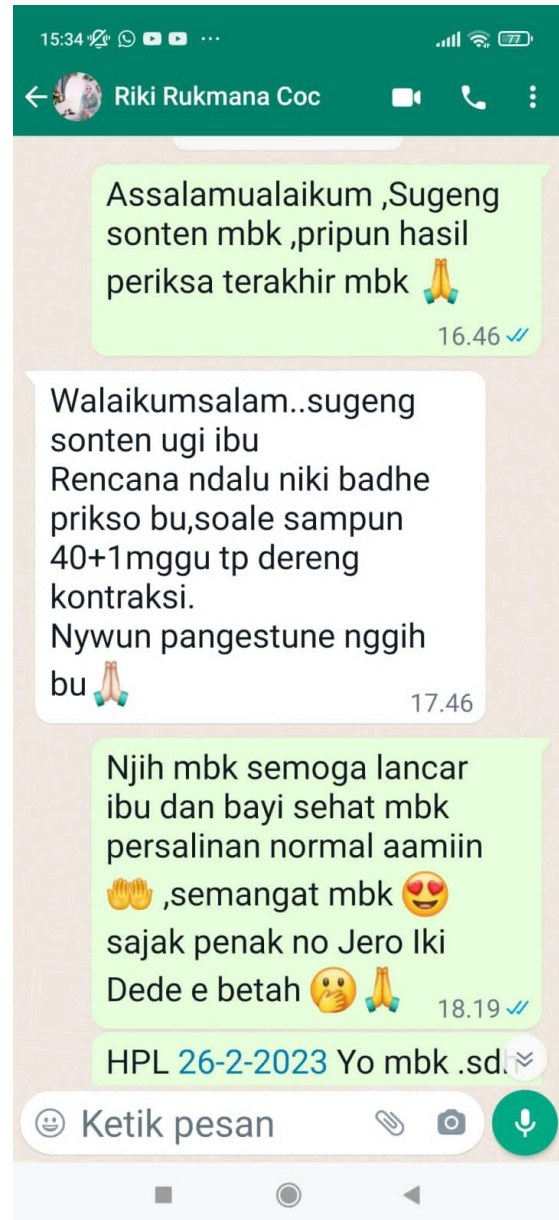 15:34
77
Riki Rukmana Coc
Assalamualaikum ,Sugeng
sonten mbk ,pripun hasil
periksa terakhir mbk 🙏
16.46
Walaikumsalam..sugeng
sonten ugi ibu
Rencana ndalu niki badhe
prikso bu,soale sampun
40+1mggu tp dereng
kontraksi.
Nywun pangestune nggih
bu🙏🏻
17.46
Njih mbk semoga lancar
ibu dan bayi sehat mbk
persalinan normal aamiin
🤲 ,semangat mbk 😍
sajak penak no Jero Iki
Dede e betah 🫢🙏
18.19
HPL 26-2-2023 Yo mbk .sdh
Ketik pesan